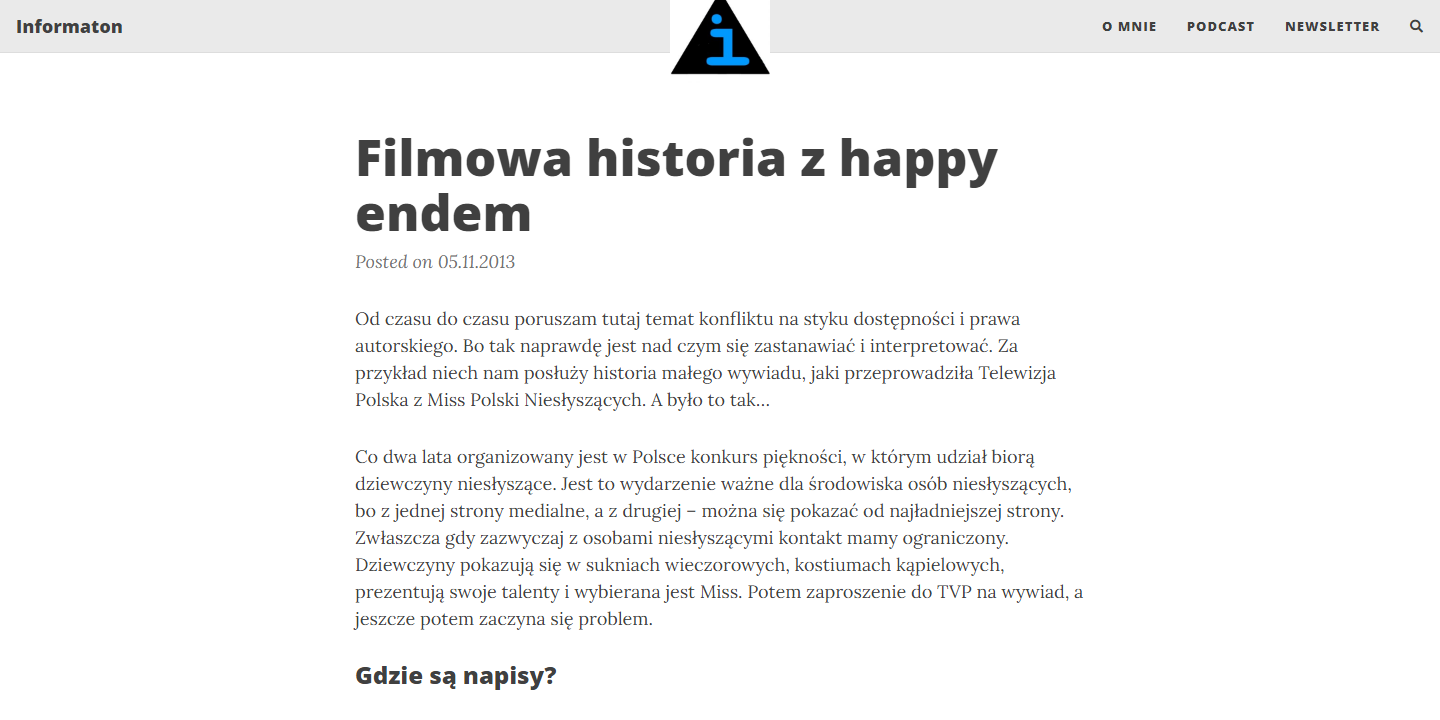 Informaton
i
O MNIE
PODCAST
NEWSLETTER
Filmowa historia z happy
endem
Posted on 05.11.2013
Od czasu do czasu poruszam tutaj temat konfliktu na styku dostępności i prawa
autorskiego. Bo tak naprawdę jest nad czym się zastanawiać i interpretować. Za
przykład niech nam posłuży historia małego wywiadu, jaki przeprowadziła Telewizja
Polska z Miss Polski Niesłyszących. A było to tak…
Co dwa lata organizowany jest w Polsce konkurs piękności, w którym udział biorą
dziewczyny niesłyszące. Jest to wydarzenie ważne dla środowiska osób niesłyszących,
bo z jednej strony medialne, a z drugiej – można się pokazać od najładniejszej strony.
Zwłaszcza gdy zazwyczaj z osobami niesłyszącymi kontakt mamy ograniczony.
Dziewczyny pokazują się w sukniach wieczorowych, kostiumach kąpielowych,
prezentują swoje talenty i wybierana jest Miss. Potem zaproszenie do TVP na wywiad, a
jeszcze potem zaczyna się problem.
Gdzie są napisy?